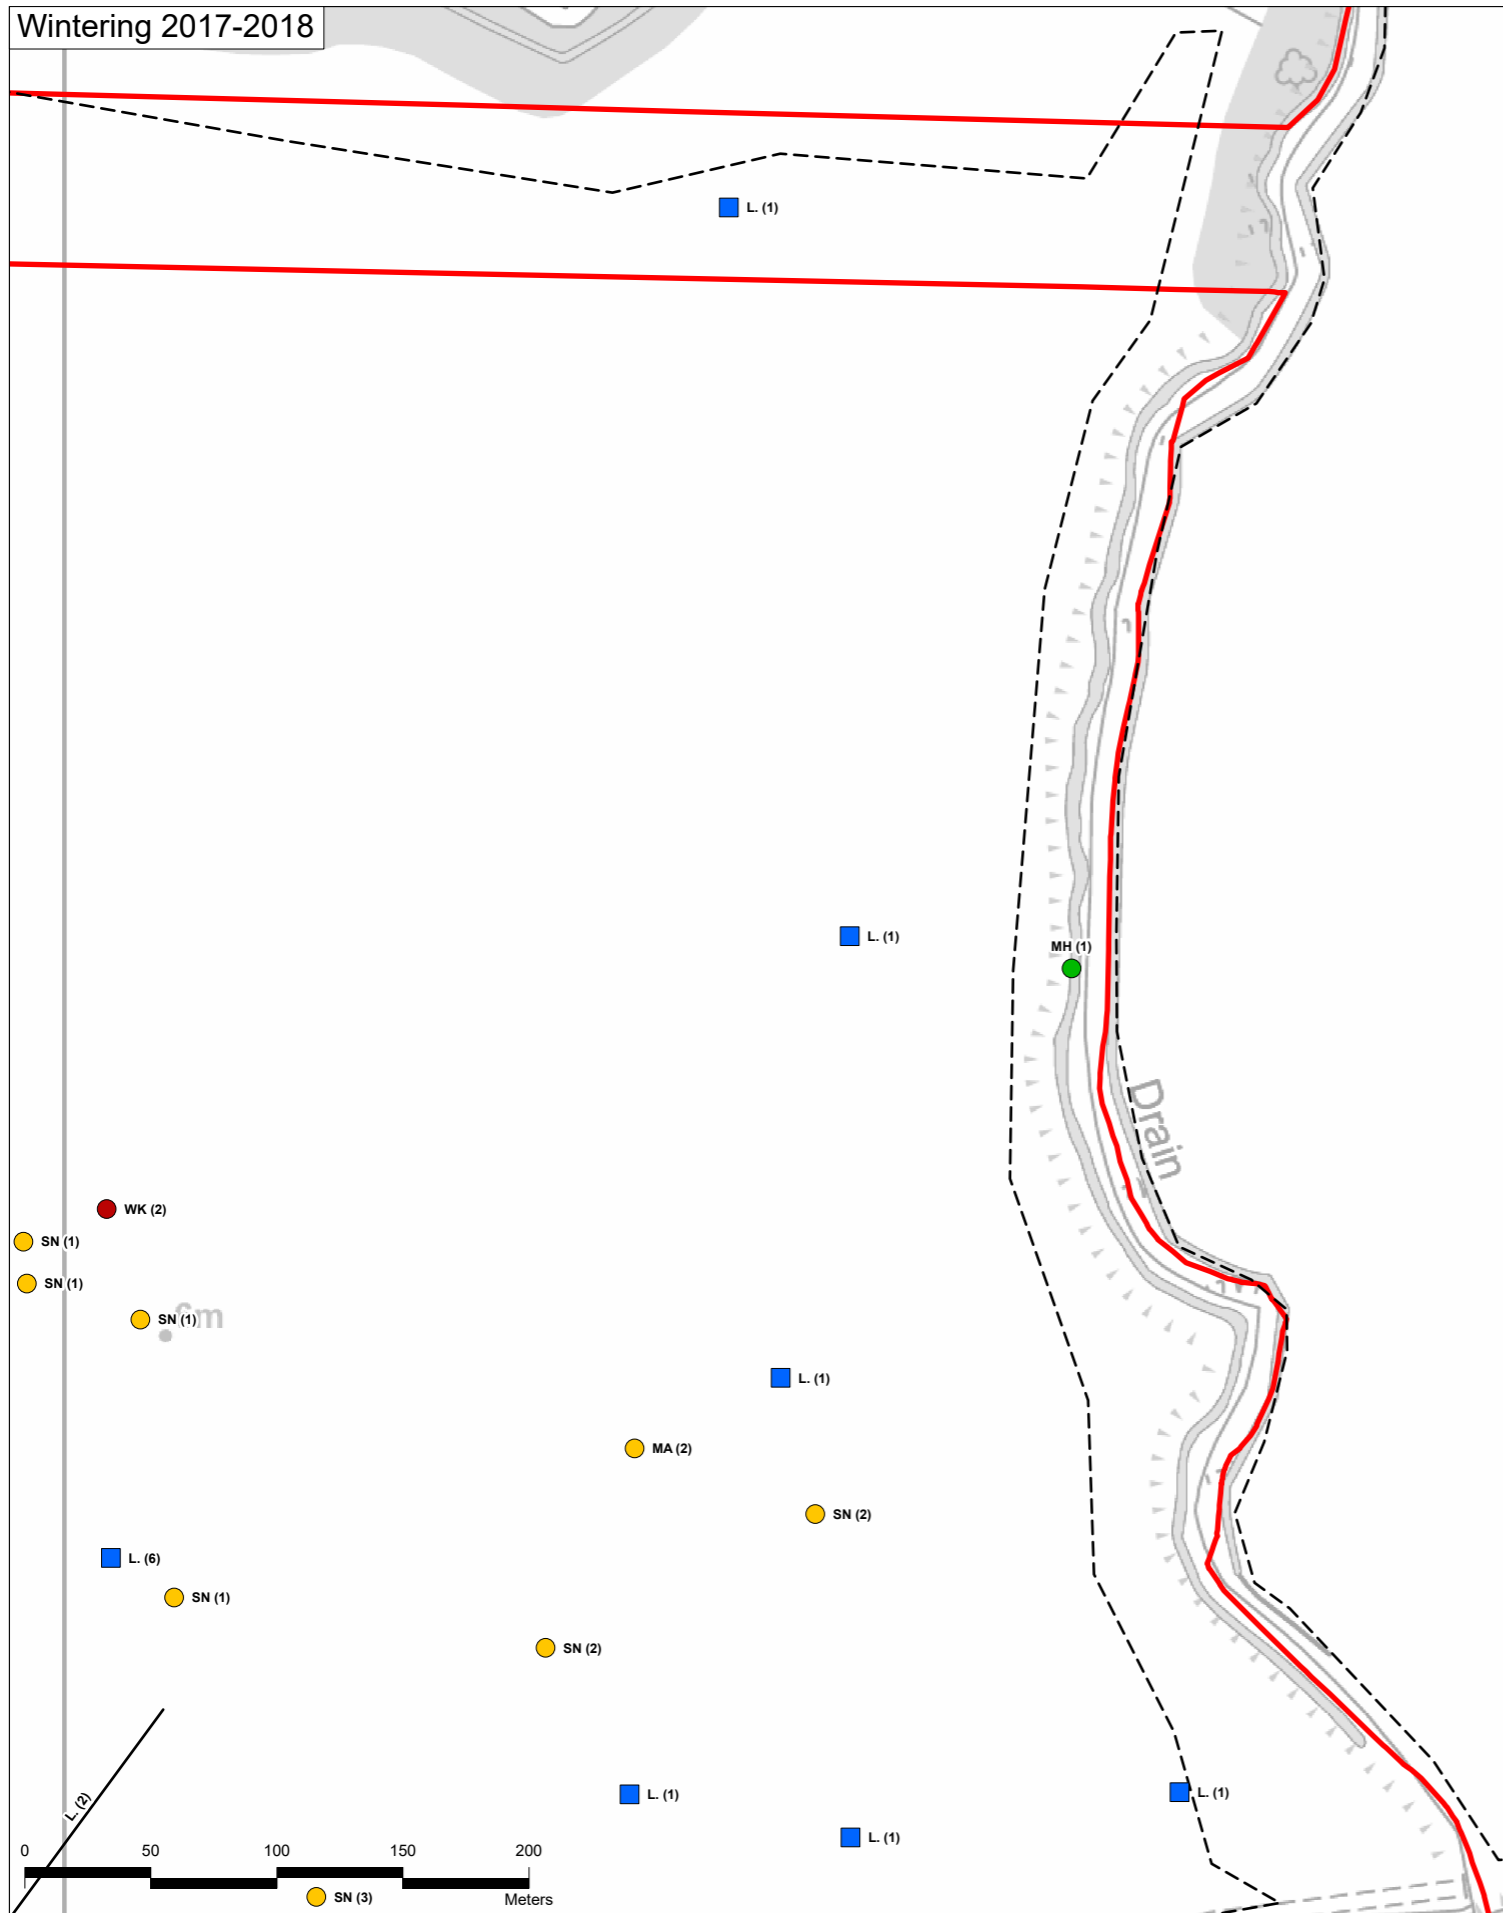 Wintering 2017-2018
L. (1)
L. (1)
MH (1)
Drain
WK (2)
SN (1)
SN (1)
SN (1)
L. (1)
MA (2)
SN (2)
L. (6)
SN (1)
SN (2)
L. (2)
L. (1)
L. (1)
L. (1)
0 50 100 150 200
Meters
SN (3)